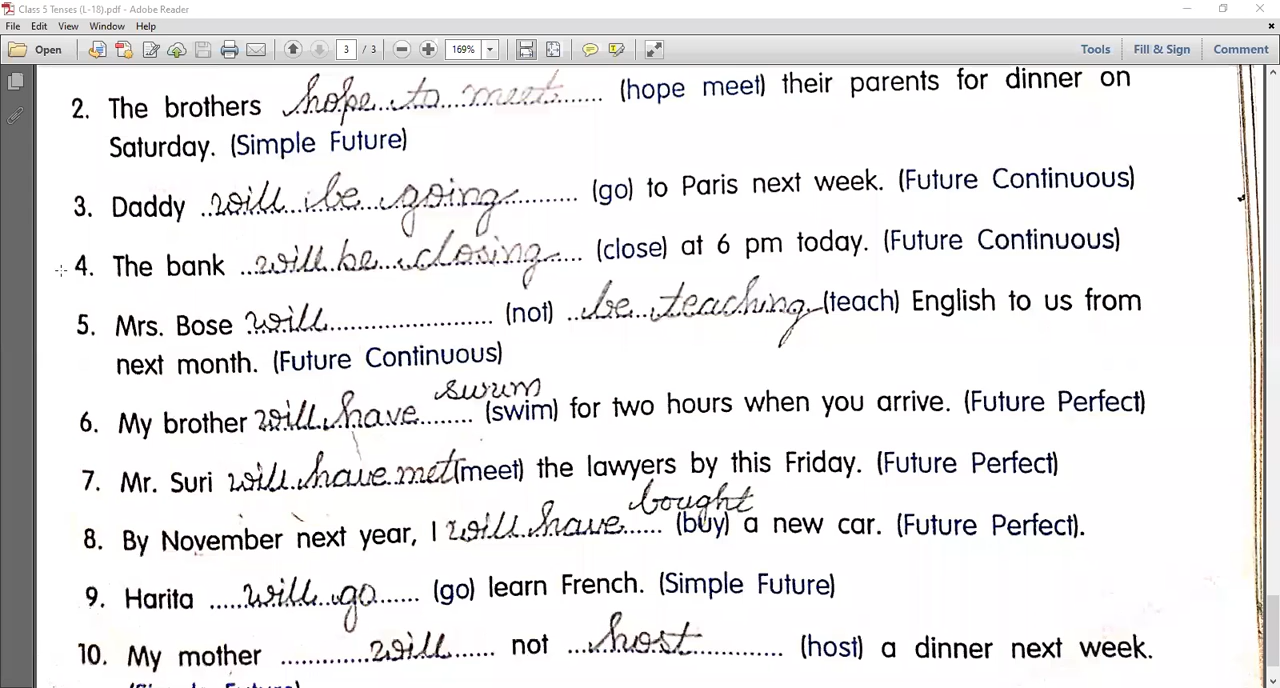 Class 5 Tenses (L-18).pdf - Adobe Reader
File Edit View Window Help
Open 3 / 3 169% Tools Fill & Sign Comment
2. The brothers hope to meet (hope meet) their parents for dinner on
Saturday. (Simple Future)
3. Daddy will be going (go) to Paris next week. (Future Continuous)
4. The bank will be closing (close) at 6 pm today. (Future Continuous)
5. Mrs. Bose will (not) be teaching (teach) English to us from
next month. (Future Continuous)
6. My brother will have swum (swim) for two hours when you arrive. (Future Perfect)
7. Mr. Suri will have met (meet) the lawyers by this Friday. (Future Perfect)
8. By November next year, I will have bought (buy) a new car. (Future Perfect).
9. Harita will go (go) learn French. (Simple Future)
10. My mother will not host (host) a dinner next week.
(Simple Future)